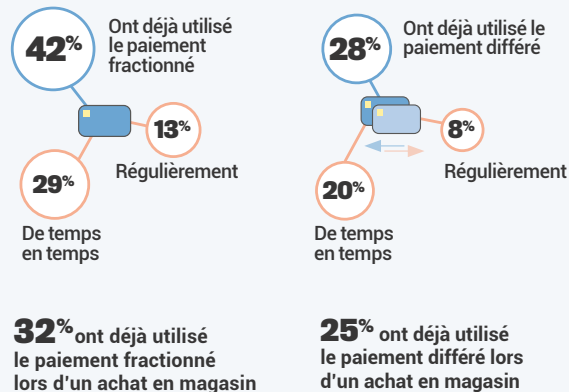 42%
Ont déjà utilisé
le paiement
fractionné
13%
Régulièrement
29%
De temps
en temps
32% ont déjà utilisé
le paiement fractionné
lors d'un achat en magasin
28%
Ont déjà utilisé le
paiement différé
8%
Régulièrement
20%
De temps
en temps
25% ont déjà utilisé
le paiement différé lors
d'un achat en magasin